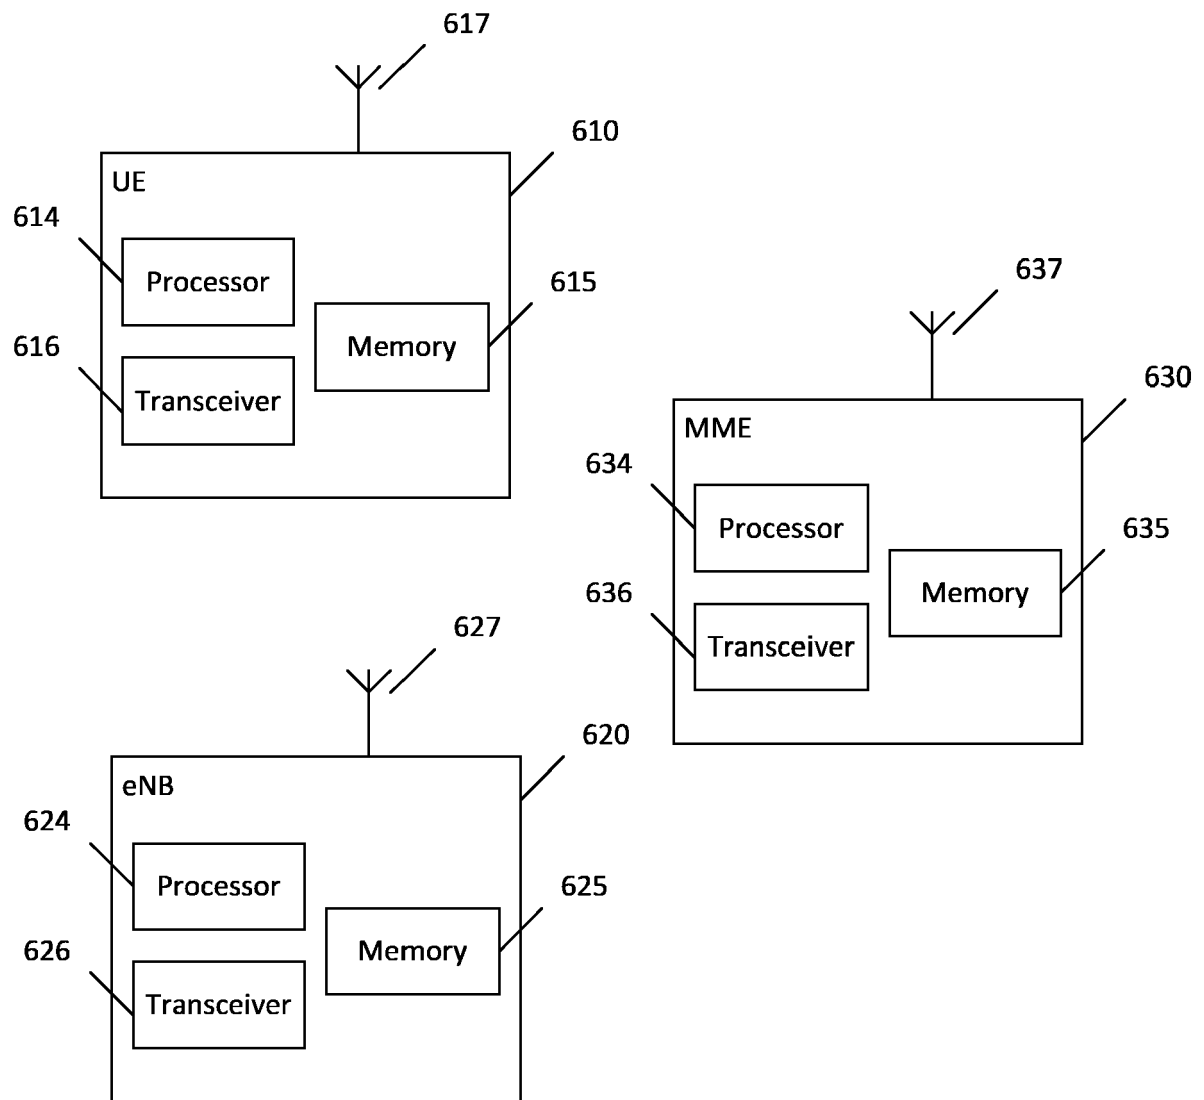 617
610
UE
614
Processor
615
616
Memory
Transceiver
637
630
MME
634
Processor
635
636
Memory
Transceiver
627
620
eNB
624
Processor
625
626
Memory
Transceiver